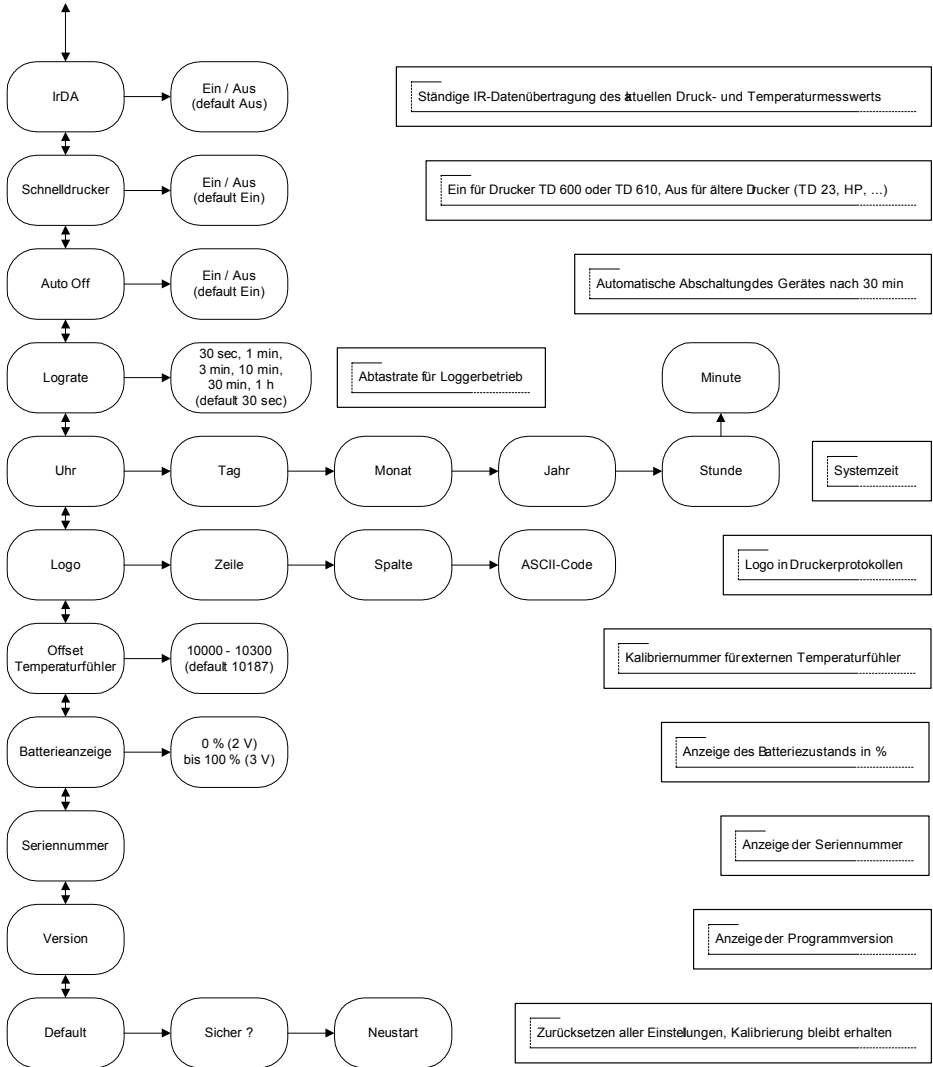 IrDA
Ein / Aus
(default Aus)
Ständige IR-Datenübertragung des aktuellen Druck- und Temperaturmesswerts
Schnelldrucker
Ein / Aus
(default Ein)
Ein für Drucker TD 600 oder TD 610, Aus für ältere Drucker (TD 23, HP, ...)
Auto Off
Ein / Aus
(default Ein)
Automatische Abschaltung des Gerätes nach 30 min
Lograte
30 sec, 1 min,
3 min, 10 min,
30 min, 1 h
(default 30 sec)
Abtastrate für Loggerbetrieb
Minute
Uhr
Tag
Monat
Jahr
Stunde
Systemzeit
Logo
Zeile
Spalte
ASCII-Code
Logo in Druckerprotokollen
Offset
Temperaturfühler
10000 - 10300
(default 10187)
Kalibriernummer für externen Temperaturfühler
Batterieanzeige
0 % (2 V)
bis 100 % (3 V)
Anzeige des Batteriezustands in %
Seriennummer
Anzeige der Seriennummer
Version
Anzeige der Programmversion
Default
Sicher ?
Neustart
Zurücksetzen aller Einstellungen, Kalibrierung bleibt erhalten